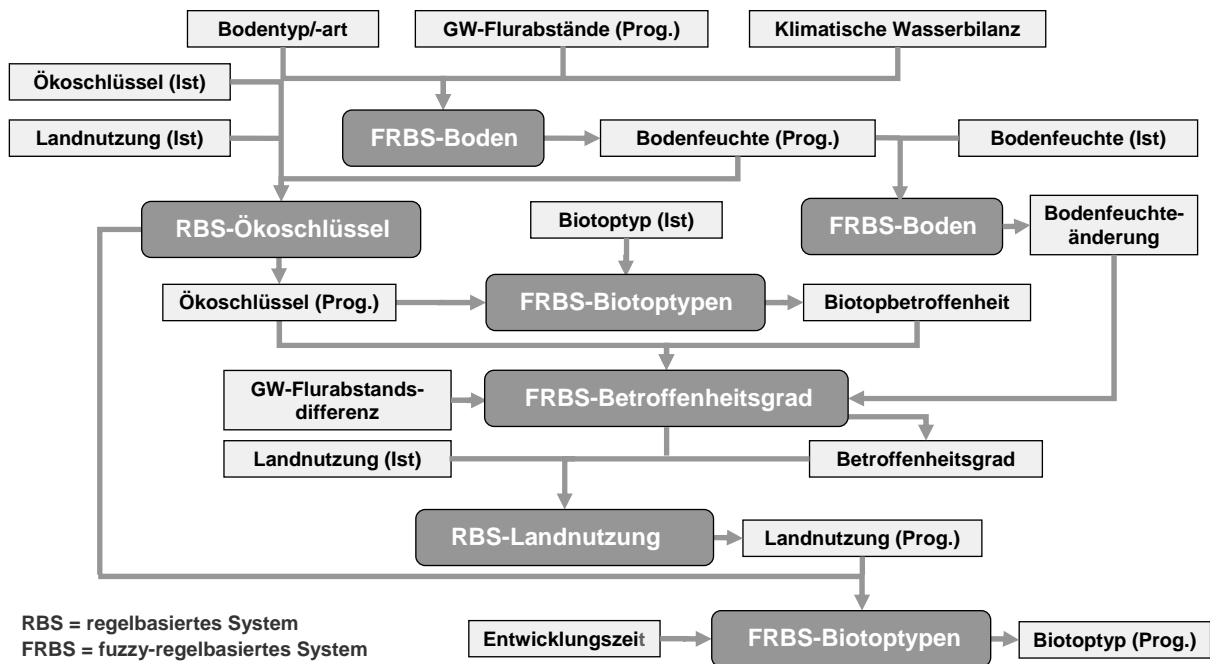 Bodentyp/-art
GW-Flurabstände (Prog.)
Klimatische Wasserbilanz
Ökoschlüssel (Ist)
Landnutzung (Ist)
FRBS-Boden
Bodenfeuchte (Prog.)
Bodenfeuchte (Ist)
RBS-Ökoschlüssel
Biotoptyp (Ist)
FRBS-Boden
Bodenfeuchte-
änderung
Ökoschlüssel (Prog.)
FRBS-Biotoptypen
Biotopbetroffenheit
GW-Flurabstands-
differenz
FRBS-Betroffenheitsgrad
Landnutzung (Ist)
Betroffenheitsgrad
RBS-Landnutzung
Landnutzung (Prog.)
RBS = regelbasiertes System
FRBS = fuzzy-regelbasiertes System
Entwicklungszeit
FRBS-Biotoptypen
Biotoptyp (Prog.)